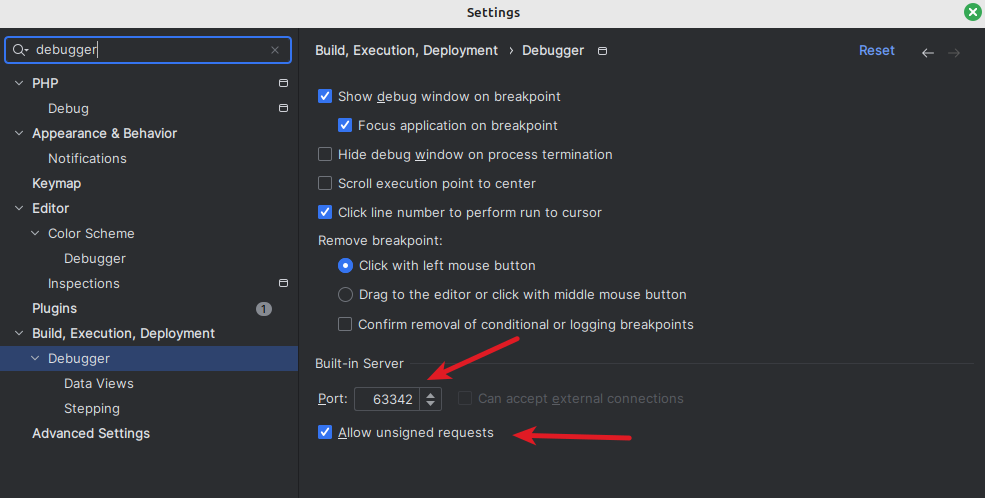 Settings
debugger
Build, Execution, Deployment › Debugger
Reset
PHP
Debug
Appearance & Behavior
Notifications
Keymap
Editor
Color Scheme
Debugger
Inspections
Plugins 1
Build, Execution, Deployment
Debugger
Data Views
Stepping
Advanced Settings
Show debug window on breakpoint
Focus application on breakpoint
Hide debug window on process termination
Scroll execution point to center
Click line number to perform run to cursor
Remove breakpoint:
Click with left mouse button
Drag to the editor or click with middle mouse button
Confirm removal of conditional or logging breakpoints
Built-in Server
Port: 63342 Can accept external connections
Allow unsigned requests